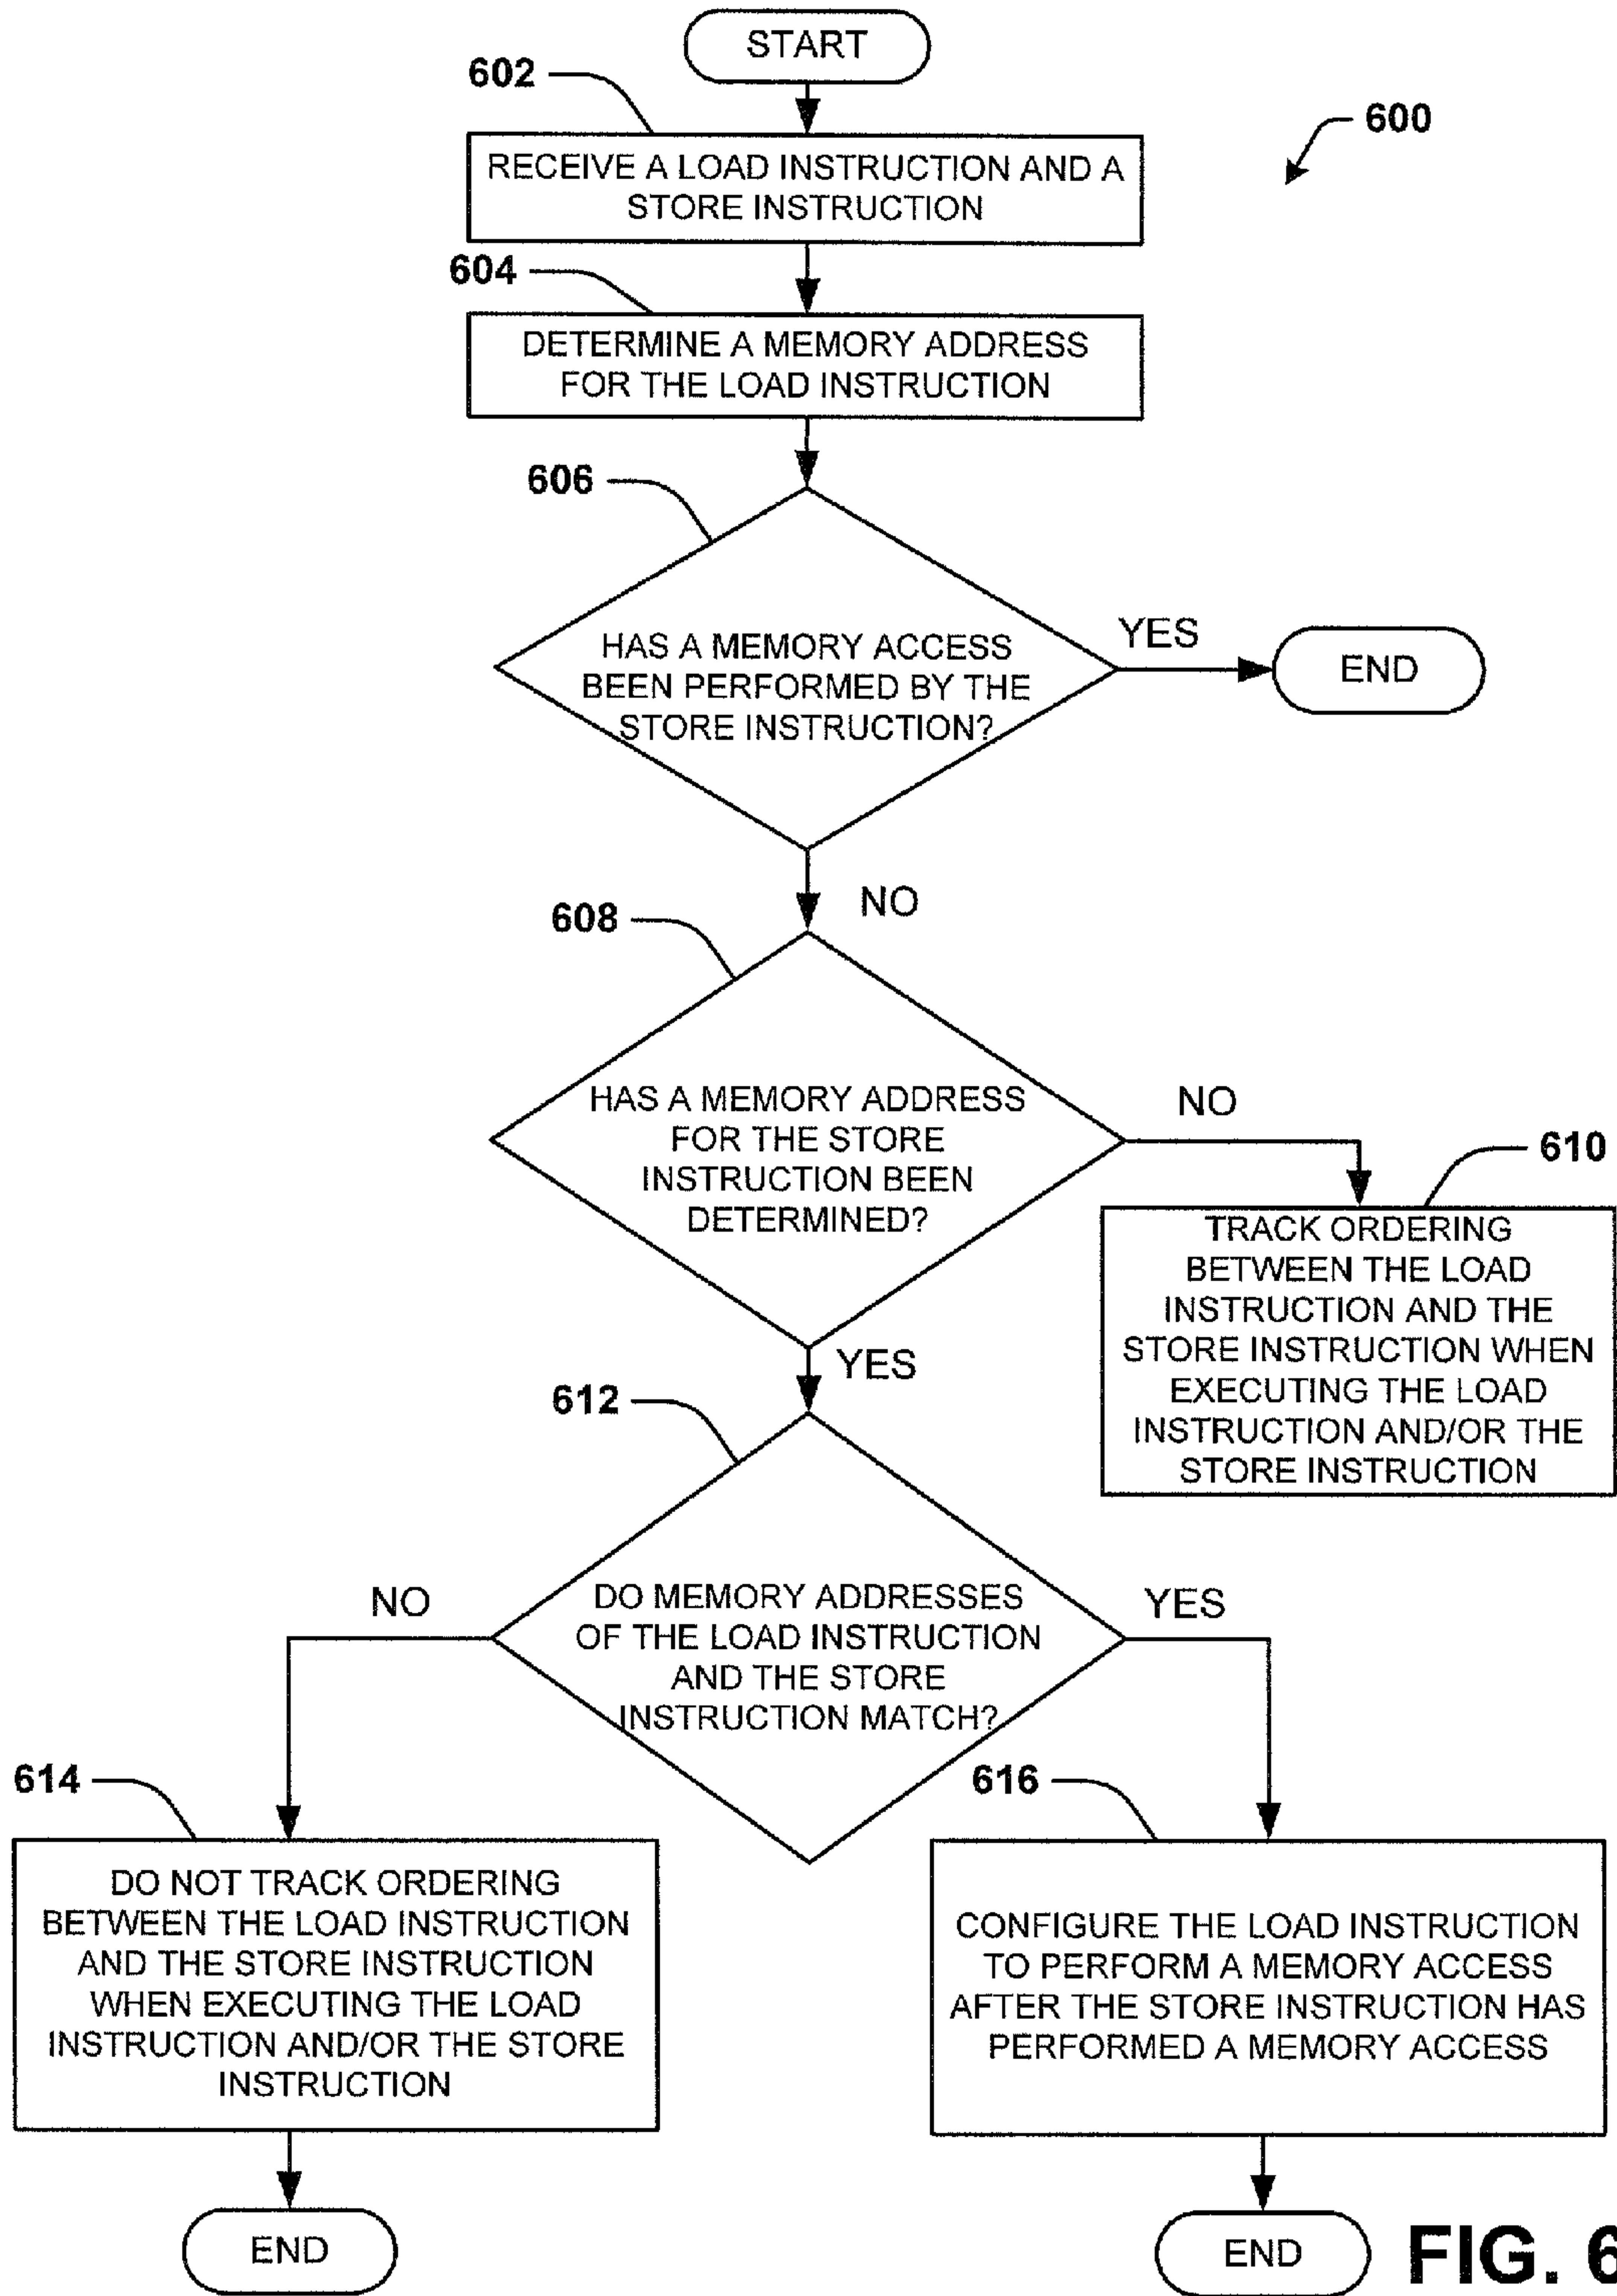 START
602
600
RECEIVE A LOAD INSTRUCTION AND A
STORE INSTRUCTION
604
DETERMINE A MEMORY ADDRESS
FOR THE LOAD INSTRUCTION
606
HAS A MEMORY ACCESS
BEEN PERFORMED BY THE
STORE INSTRUCTION?
YES
END
NO
608
HAS A MEMORY ADDRESS
FOR THE STORE
INSTRUCTION BEEN
DETERMINED?
NO
610
TRACK ORDERING
BETWEEN THE LOAD
INSTRUCTION AND THE
STORE INSTRUCTION WHEN
EXECUTING THE LOAD
INSTRUCTION AND/OR THE
STORE INSTRUCTION
YES
612
DO MEMORY ADDRESSES
OF THE LOAD INSTRUCTION
AND THE STORE
INSTRUCTION MATCH?
NO
YES
614
DO NOT TRACK ORDERING
BETWEEN THE LOAD INSTRUCTION
AND THE STORE INSTRUCTION
WHEN EXECUTING THE LOAD
INSTRUCTION AND/OR THE STORE
INSTRUCTION
616
CONFIGURE THE LOAD INSTRUCTION
TO PERFORM A MEMORY ACCESS
AFTER THE STORE INSTRUCTION HAS
PERFORMED A MEMORY ACCESS
END
END
FIG. 6